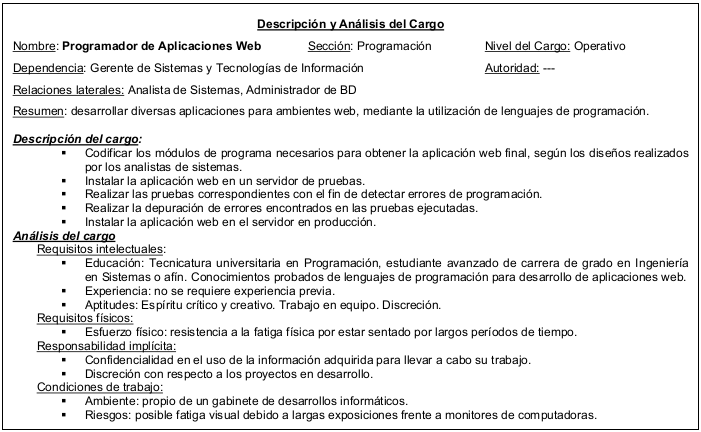 Descripción y Análisis del Cargo
Nombre: Programador de Aplicaciones Web Sección: Programación Nivel del Cargo: Operativo
Dependencia: Gerente de Sistemas y Tecnologías de Información Autoridad: ---
Relaciones laterales: Analista de Sistemas, Administrador de BD
Resumen: desarrollar diversas aplicaciones para ambientes web, mediante la utilización de lenguajes de programación.
Descripción del cargo:
▪ Codificar los módulos de programa necesarios para obtener la aplicación web final, según los diseños realizados
por los analistas de sistemas.
▪ Instalar la aplicación web en un servidor de pruebas.
▪ Realizar las pruebas correspondientes con el fin de detectar errores de programación.
▪ Realizar la depuración de errores encontrados en las pruebas ejecutadas.
▪ Instalar la aplicación web en el servidor en producción.
Análisis del cargo
Requisitos intelectuales:
▪ Educación: Tecnicatura universitaria en Programación, estudiante avanzado de carrera de grado en Ingeniería
en Sistemas o afín. Conocimientos probados de lenguajes de programación para desarrollo de aplicaciones web.
▪ Experiencia: no se requiere experiencia previa.
▪ Aptitudes: Espíritu crítico y creativo. Trabajo en equipo. Discreción.
Requisitos físicos:
▪ Esfuerzo físico: resistencia a la fatiga física por estar sentado por largos períodos de tiempo.
Responsabilidad implícita:
▪ Confidencialidad en el uso de la información adquirida para llevar a cabo su trabajo.
▪ Discreción con respecto a los proyectos en desarrollo.
Condiciones de trabajo:
▪ Ambiente: propio de un gabinete de desarrollos informáticos.
▪ Riesgos: posible fatiga visual debido a largas exposiciones frente a monitores de computadoras.